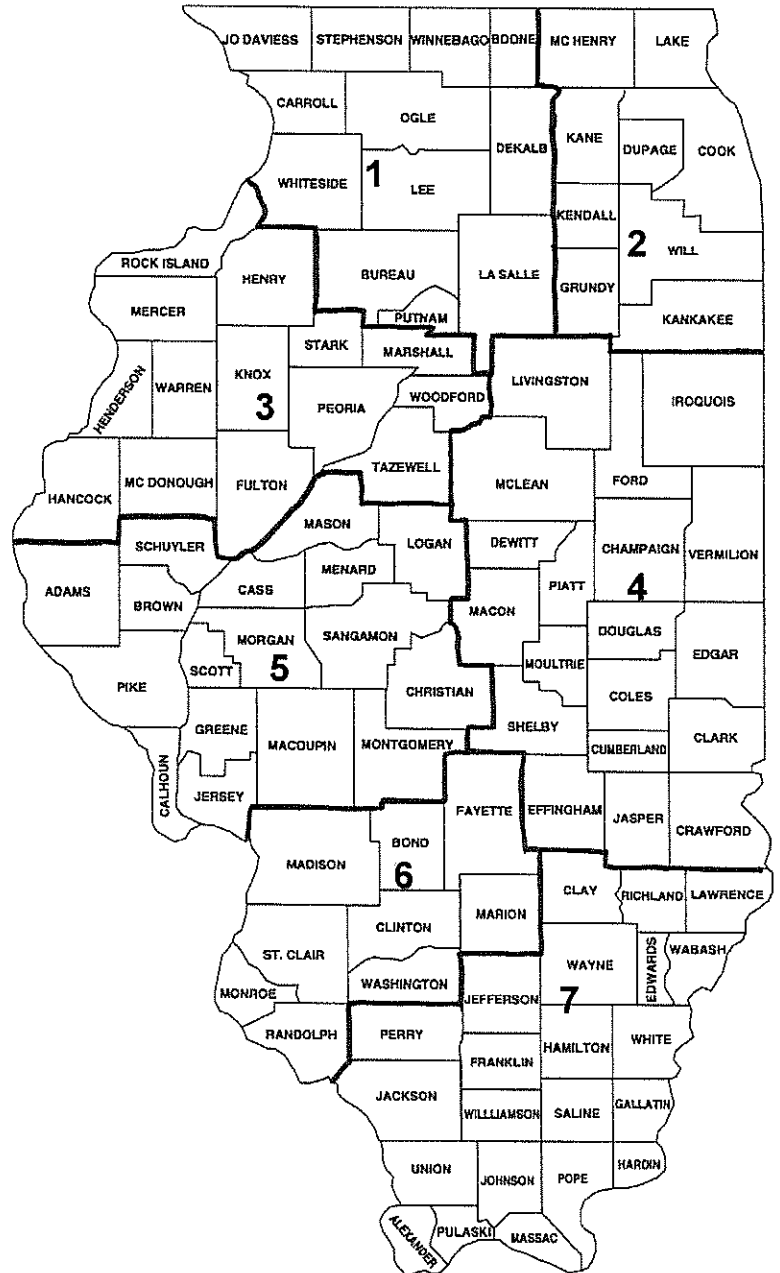 JO DAVIESS STEPHENSON WINNEBAGO BOONE MC HENRY LAKE
CARROLL OGLE DEKALB KANE DUPAGE COOK
WHITESIDE 1 LEE KENDALL WILL
2
ROCK ISLAND HENRY BUREAU LA SALLE GRUNDY
MERCER PUTNAM KANKAKEE
STARK MARSHALL
HENDERSON WARREN KNOX PEORIA WOODFORD LIVINGSTON IROQUOIS
3
HANCOCK MC DONOUGH FULTON TAZEWELL MCLEAN FORD
MASON
SCHUYLER LOGAN DEWITT CHAMPAIGN VERMILION
ADAMS CASS MENARD PIATT 4
BROWN MACON
MORGAN SANGAMON DOUGLAS EDGAR
SCOTT 5 MOULTRIE
PIKE CHRISTIAN COLES
GREENE SHELBY
MACOUPIN MONTGOMERY CUMBERLAND CLARK
CALHOUN JERSEY
FAYETTE EFFINGHAM JASPER CRAWFORD
MADISON BOND
6 CLAY RICHLAND LAWRENCE
CLINTON MARION
ST. CLAIR WAYNE EDWARDS WABASH
WASHINGTON
MONROE JEFFERSON 7
RANDOLPH PERRY HAMILTON WHITE
FRANKLIN
JACKSON WILLLIAMSON SALINE GALLATIN
UNION JOHNSON POPE HARDIN
ALEXANDER PULASKI MASSAC